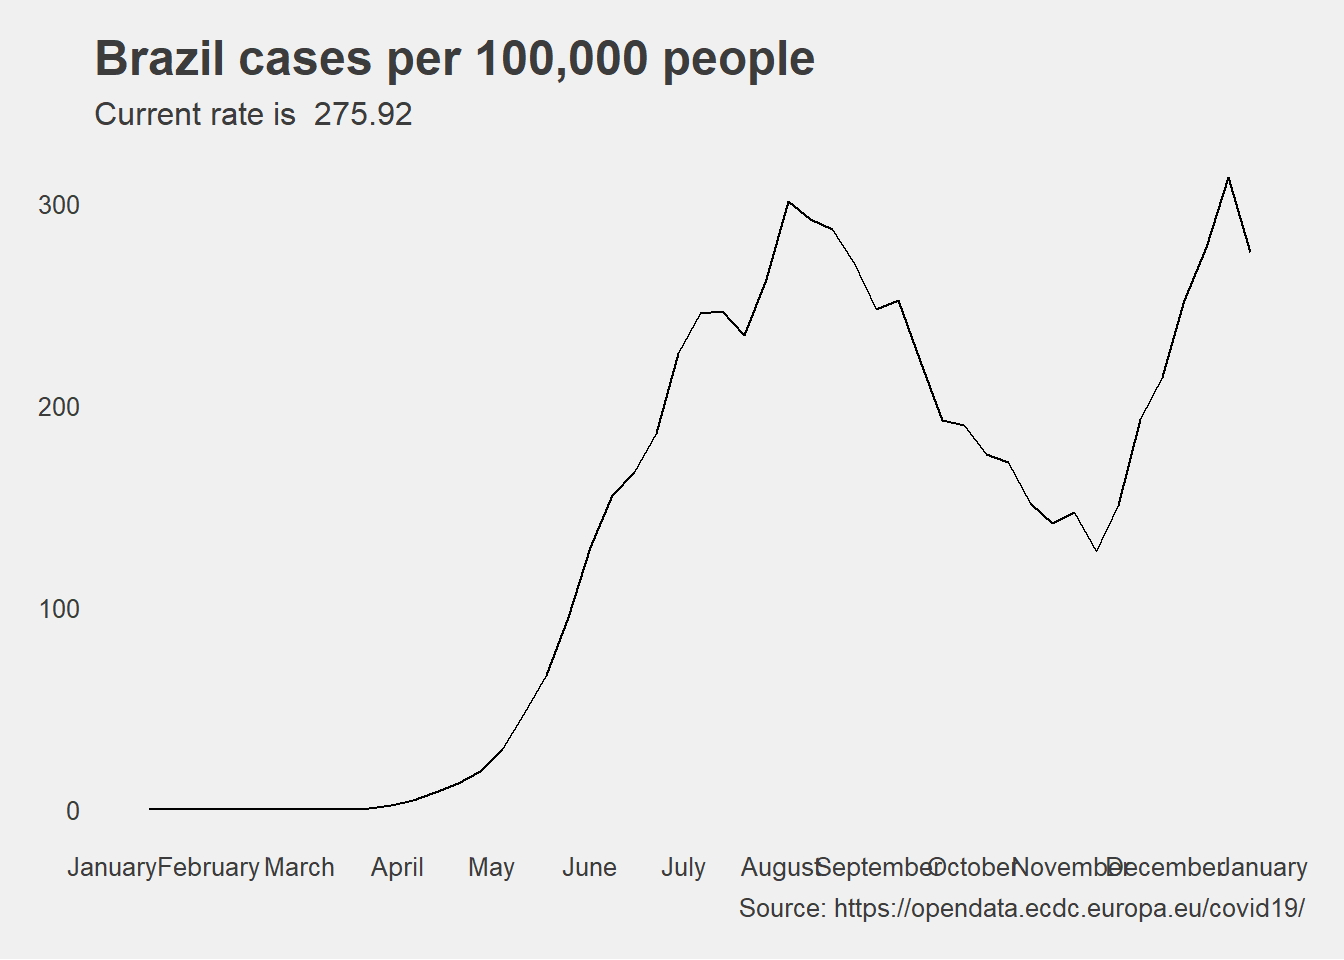 Brazil cases per 100,000 people
Current rate is  275.92
300
200
100
0
January February March April May June July August September October November December January
Source: https://opendata.ecdc.europa.eu/covid19/